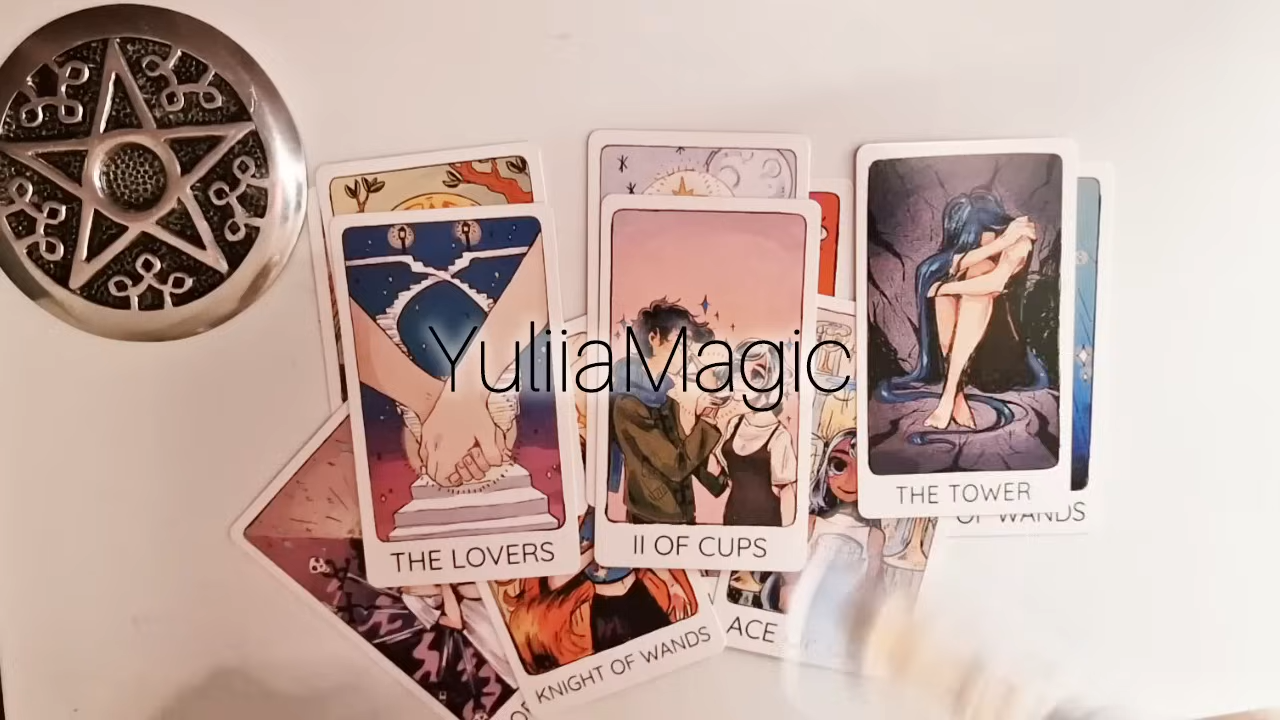 YuliiaMagic
THE LOVERS
II OF CUPS
THE TOWER
OF WANDS
KNIGHT OF WANDS
ACE